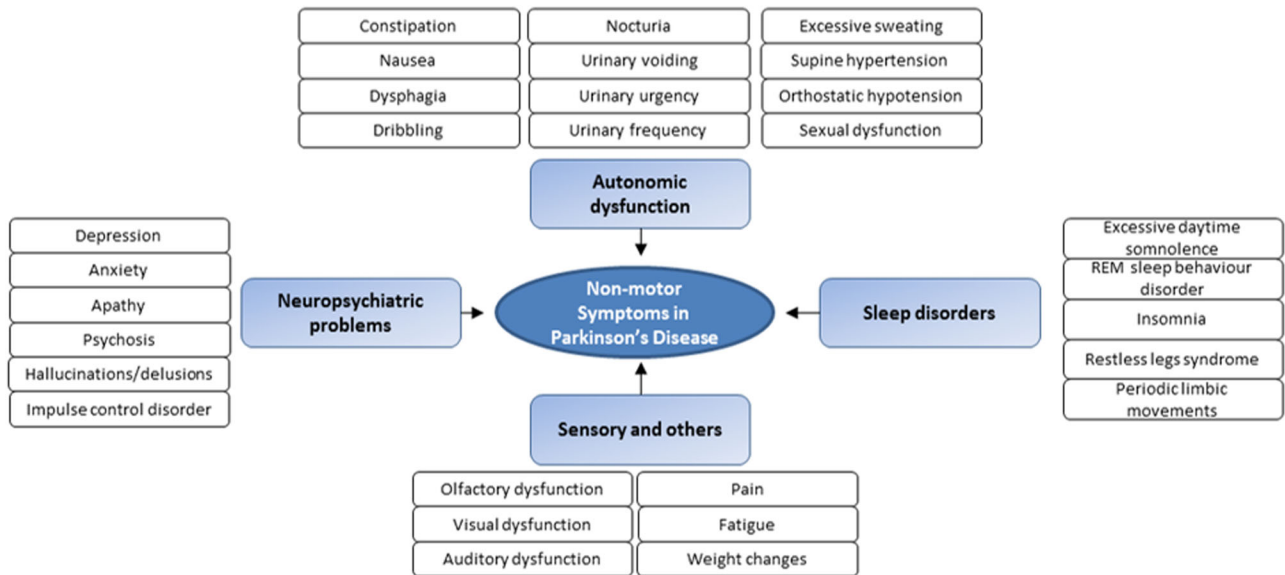 Constipation
Nocturia
Excessive sweating
Nausea
Urinary voiding
Supine hypertension
Dysphagia
Urinary urgency
Orthostatic hypotension
Dribbling
Urinary frequency
Sexual dysfunction
Autonomic
dysfunction
Depression
Anxiety
Apathy
Psychosis
Hallucinations/delusions
Impulse control disorder
Neuropsychiatric
problems
Non-motor
Symptoms in
Parkinson's Disease
Sleep disorders
Excessive daytime
somnolence
REM sleep behaviour
disorder
Insomnia
Restless legs syndrome
Periodic limbic
movements
Sensory and others
Olfactory dysfunction
Pain
Visual dysfunction
Fatigue
Auditory dysfunction
Weight changes